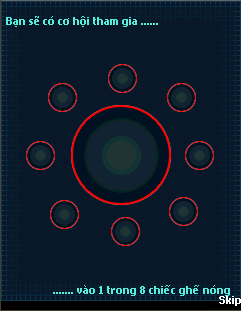 Bạn sẽ có cơ hội tham gia ......
....... vào 1 trong 8 chiếc ghế nóng
Skip